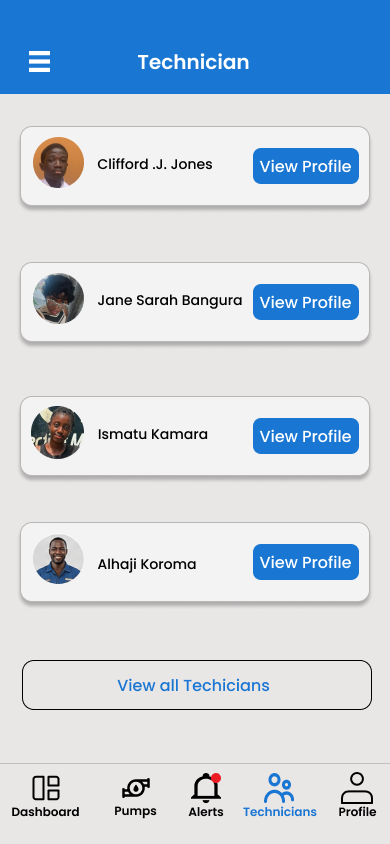 Technician
Clifford .J. Jones
View Profile
Jane Sarah Bangura
View Profile
Ismatu Kamara
View Profile
Alhaji Koroma
View Profile
View all Techicians
Dashboard
Pumps
Alerts
Technicians
Profile